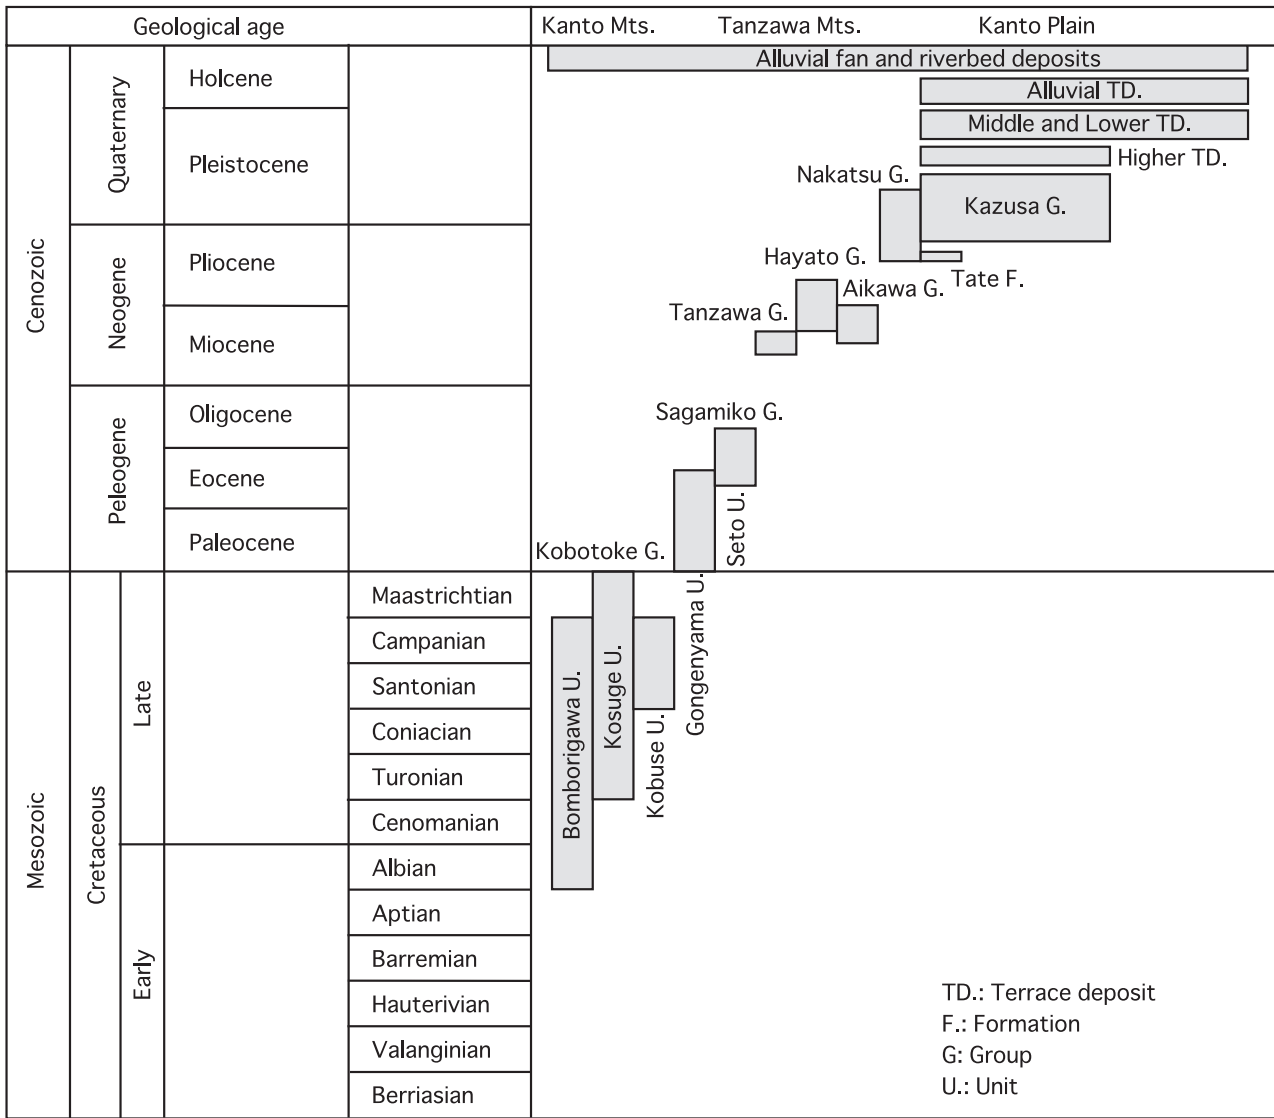 Geological age
Kanto Mts.
Tanzawa Mts.
Kanto Plain
Cenozoic
Quaternary
Holcene
Pleistocene
Neogene
Pliocene
Miocene
Peleogene
Oligocene
Eocene
Paleocene
Mesozoic
Cretaceous
Late
Maastrichtian
Campanian
Santonian
Coniacian
Turonian
Cenomanian
Early
Albian
Aptian
Barremian
Hauterivian
Valanginian
Berriasian
Alluvial fan and riverbed deposits
Alluvial TD.
Middle and Lower TD.
Higher TD.
Nakatsu G.
Kazusa G.
Hayato G.
Tate F.
Aikawa G.
Tanzawa G.
Sagamiko G.
Seto U.
Kobotoke G.
Gongenyama U.
Bomborigawa U.
Kosuge U.
Kobuse U.
TD.: Terrace deposit
F.: Formation
G: Group
U.: Unit